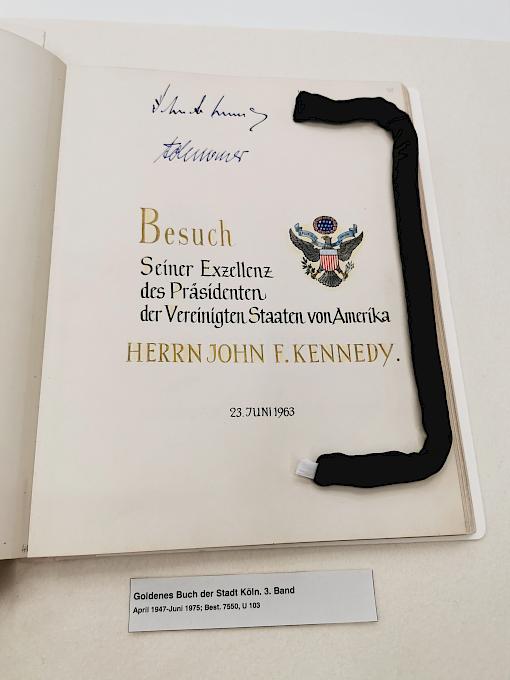 Adenauer
Besuch
Seiner Exzellenz
des Präsidenten
der Vereinigten Staaten von Amerika
HERRN JOHN F. KENNEDY.
23. JUNI 1963
Goldenes Buch der Stadt Köln. 3. Band
April 1947-Juni 1975; Best. 7550, U 103